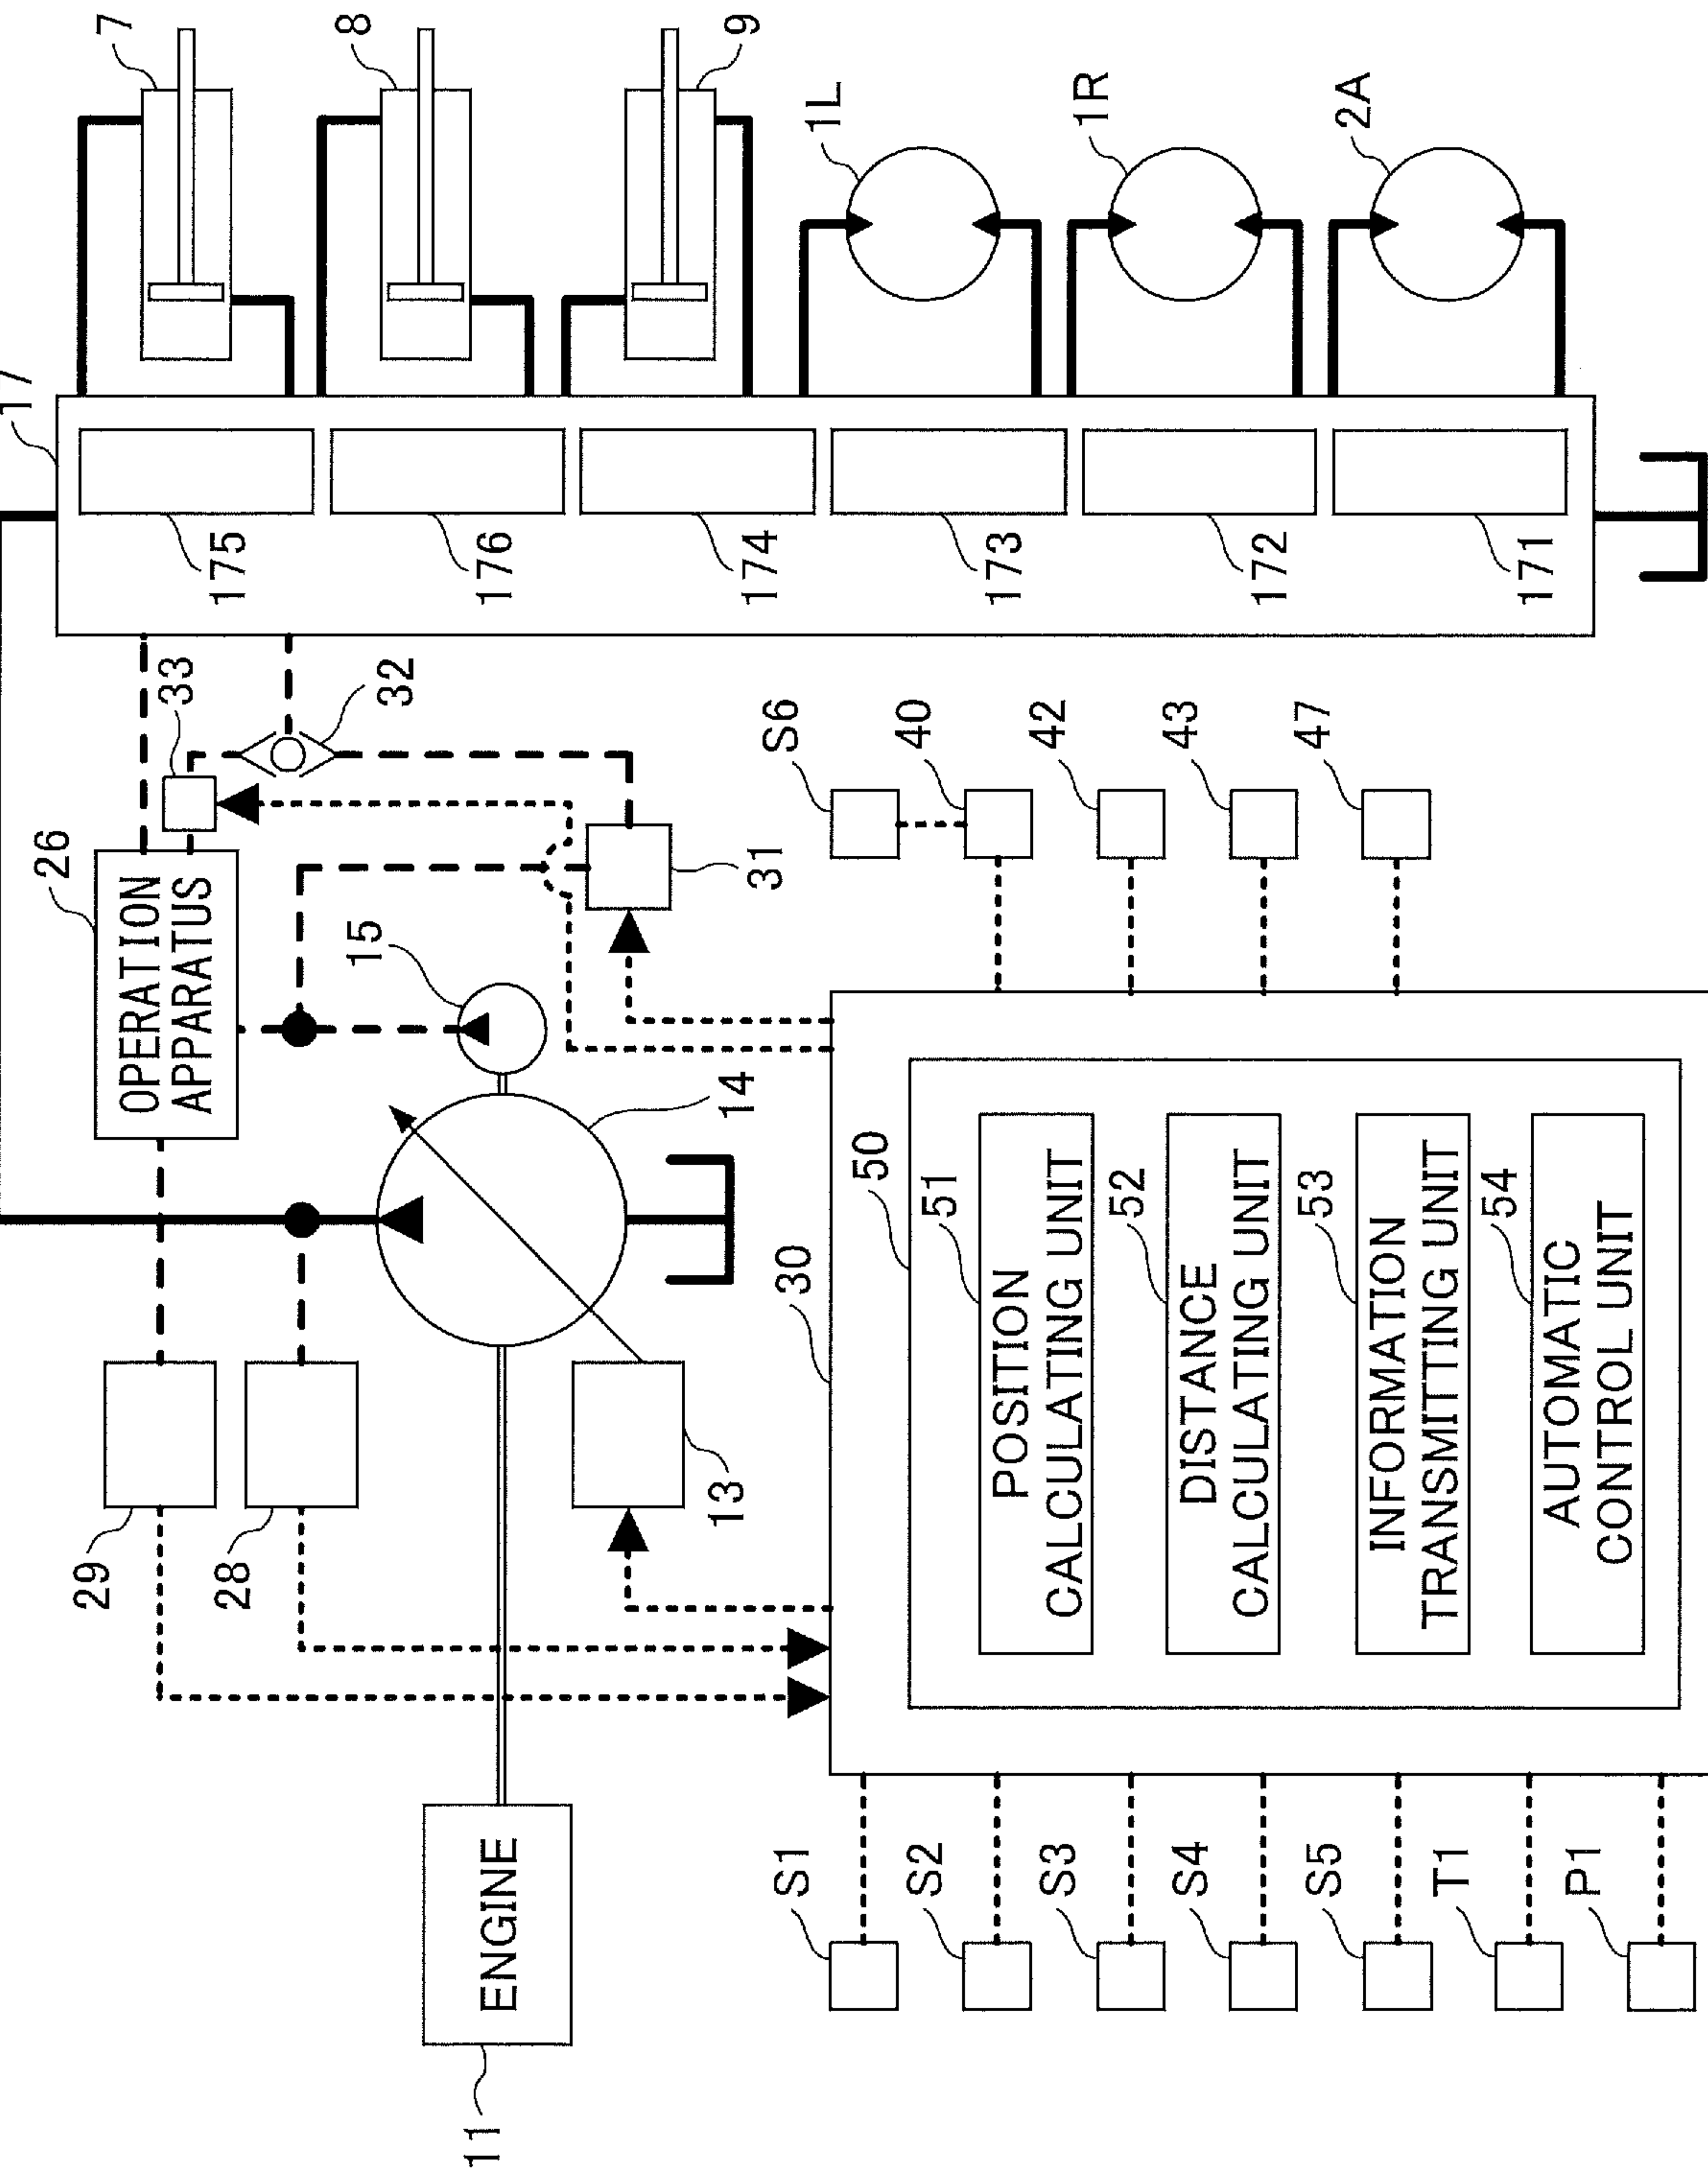 17
26
29
7
OPERATION
APPARATUS
33
28
175
8
15
32
11
ENGINE
176
13
14
31
174
9
S1
30
S6
1L
50
S2
51
40
173
POSITION
CALCULATING UNIT
S3
42
1R
52
DISTANCE
CALCULATING UNIT
S4
43
172
53
INFORMATION
TRANSMITTING UNIT
S5
47
2A
T1
54
AUTOMATIC
CONTROL UNIT
171
P1